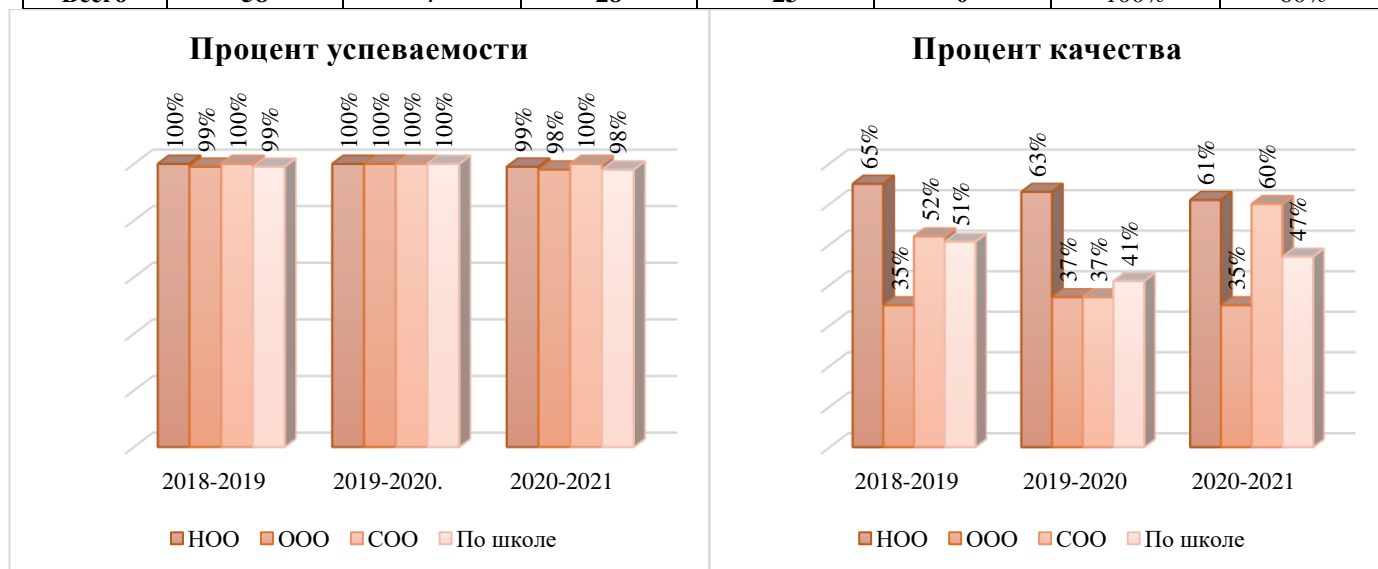 Процент успеваемости
100% 99% 100% 99% 100% 100% 100% 100% 99% 98% 100% 98%
2018-2019 2019-2020. 2020-2021
НОО ООО СОО По школе
Процент качества
65% 35% 52% 51% 63% 37% 37% 41% 61% 35% 60% 47%
2018-2019 2019-2020 2020-2021
НОО ООО СОО По школе